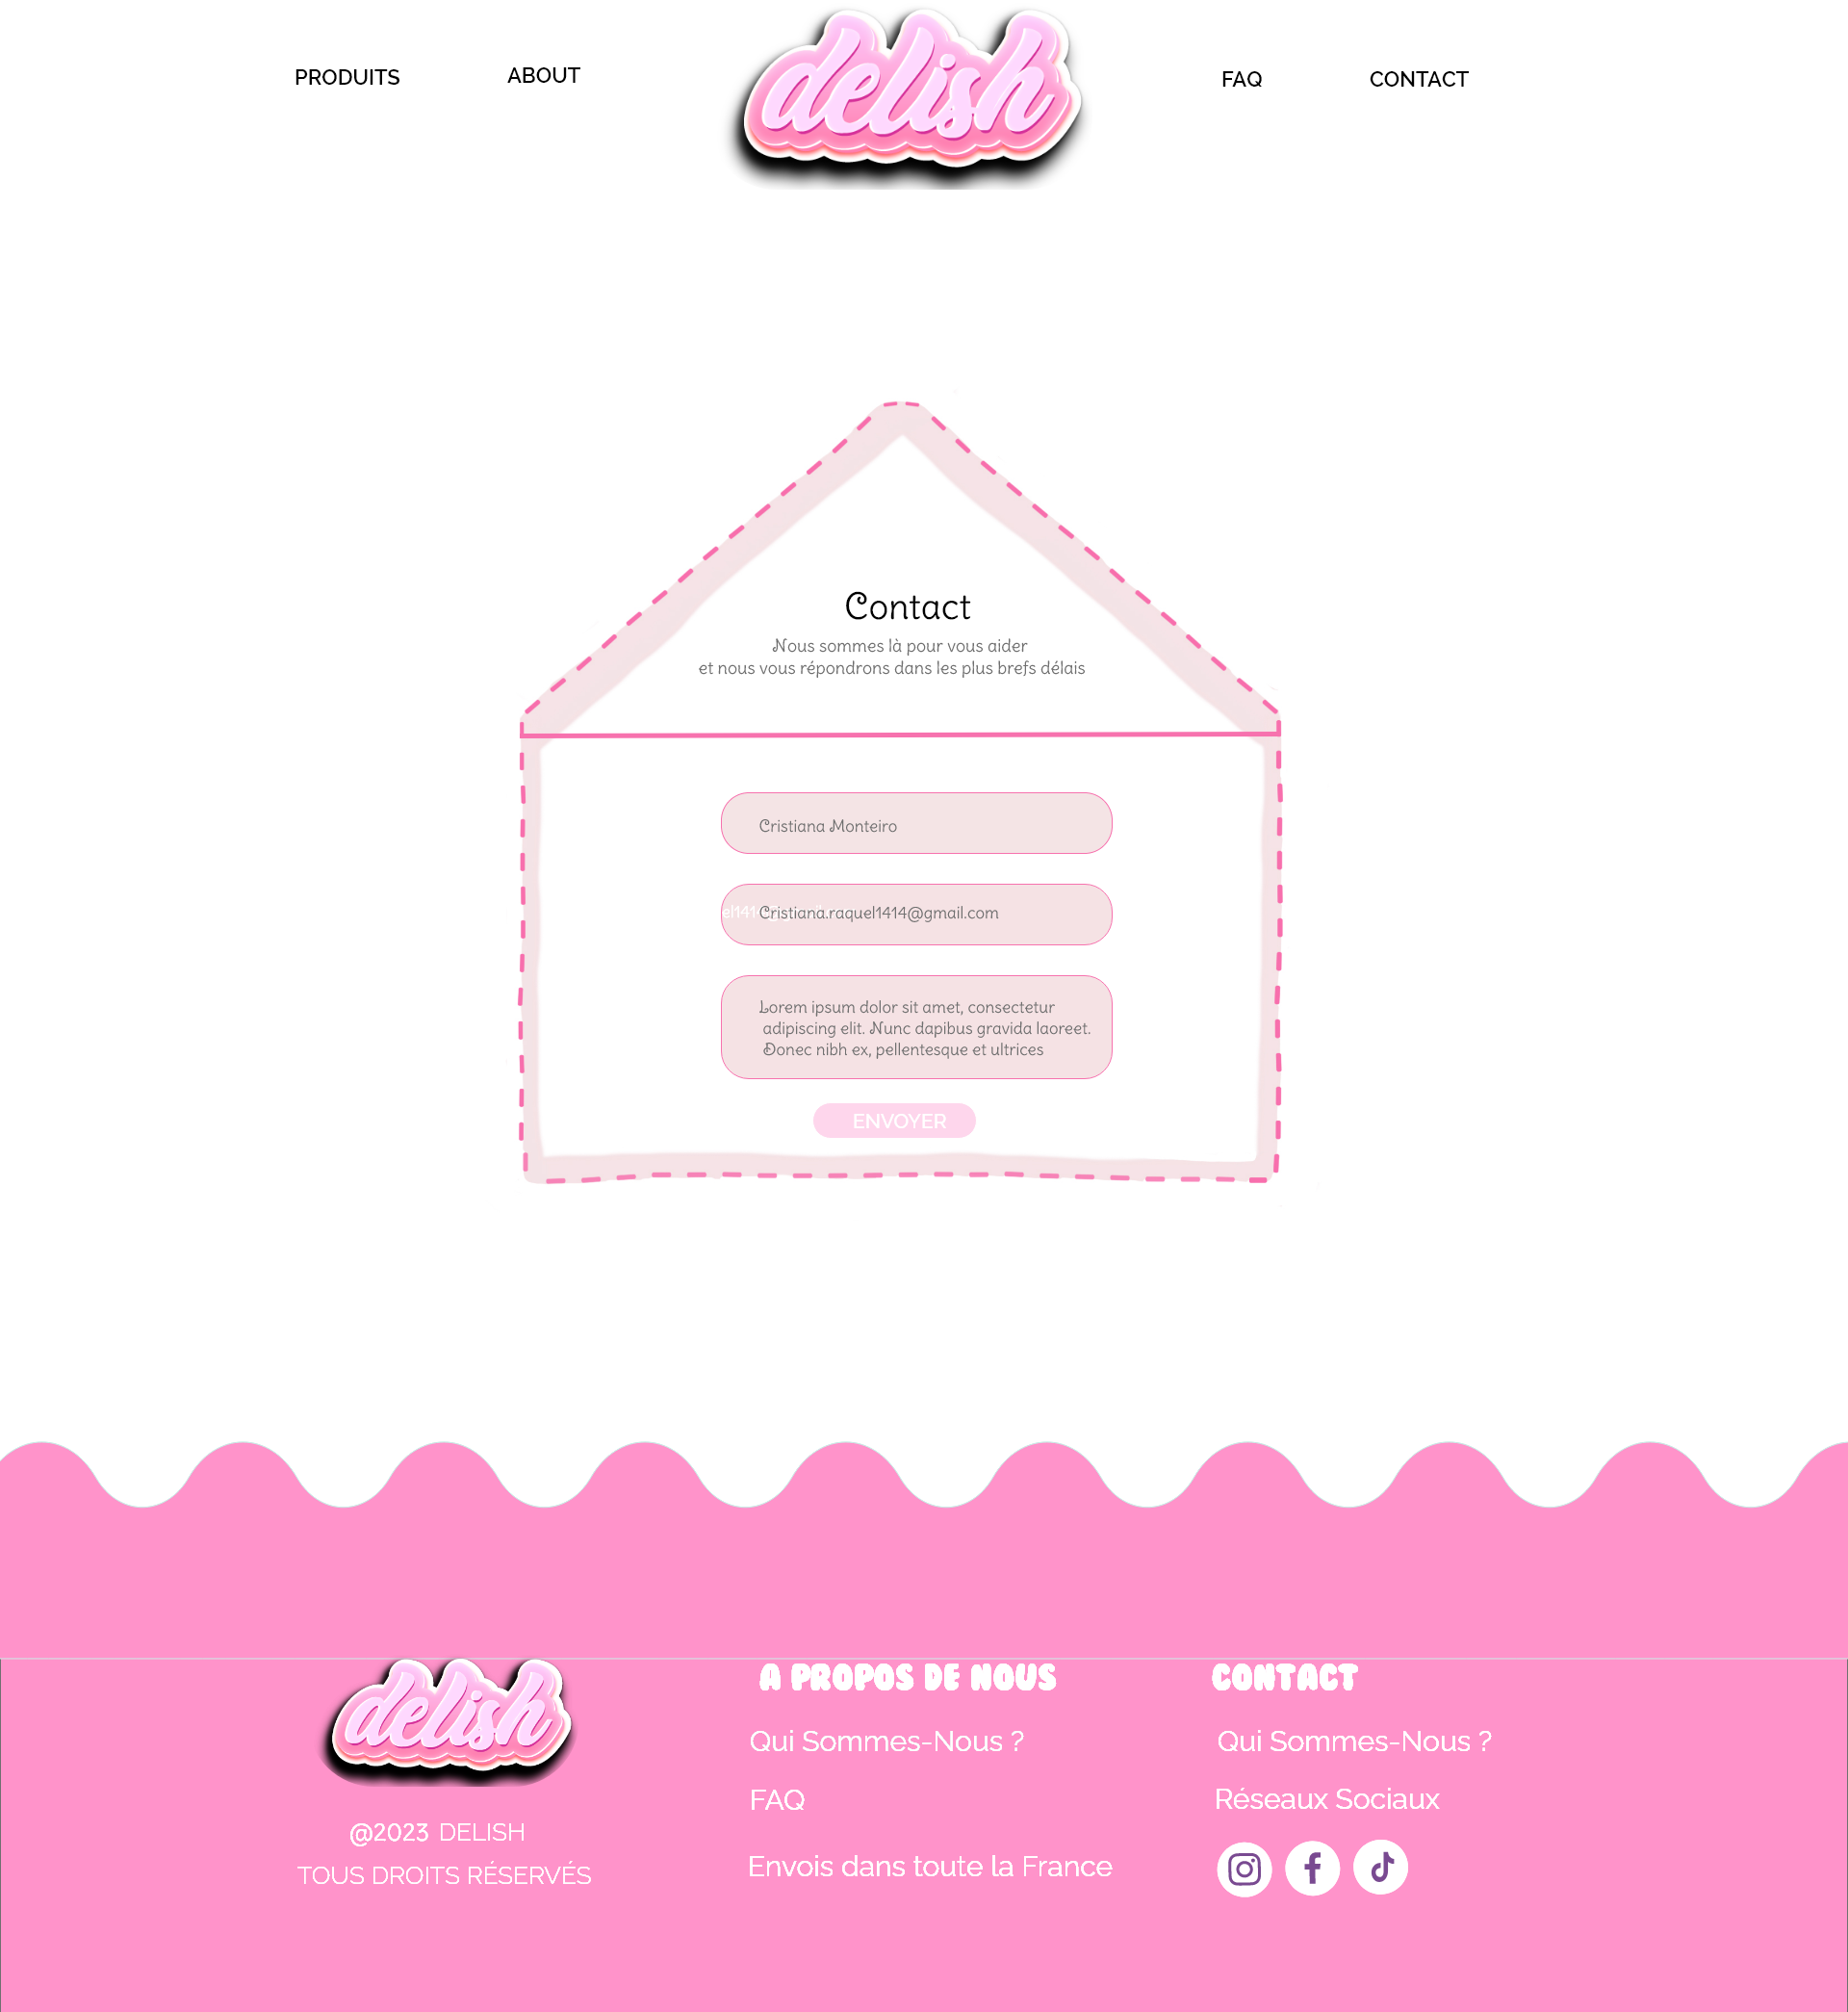 PRODUITS
ABOUT
delish
FAQ
CONTACT
Contact
Nous sommes là pour vous aider
et nous vous répondrons dans les plus brefs délais
Cristiana Monteiro
Cristiana.raquel1414@gmail.com
Lorem ipsum dolor sit amet, consectetur
adipiscing elit. Nunc dapibus gravida laoreet.
Donec nibh ex, pellentesque et ultrices
ENVOYER
delish
@2023 DELISH
TOUS DROITS RÉSERVÉS
A PROPOS DE NOUS
Qui Sommes-Nous ?
FAQ
Envois dans toute la France
CONTACT
Qui Sommes-Nous ?
Réseaux Sociaux